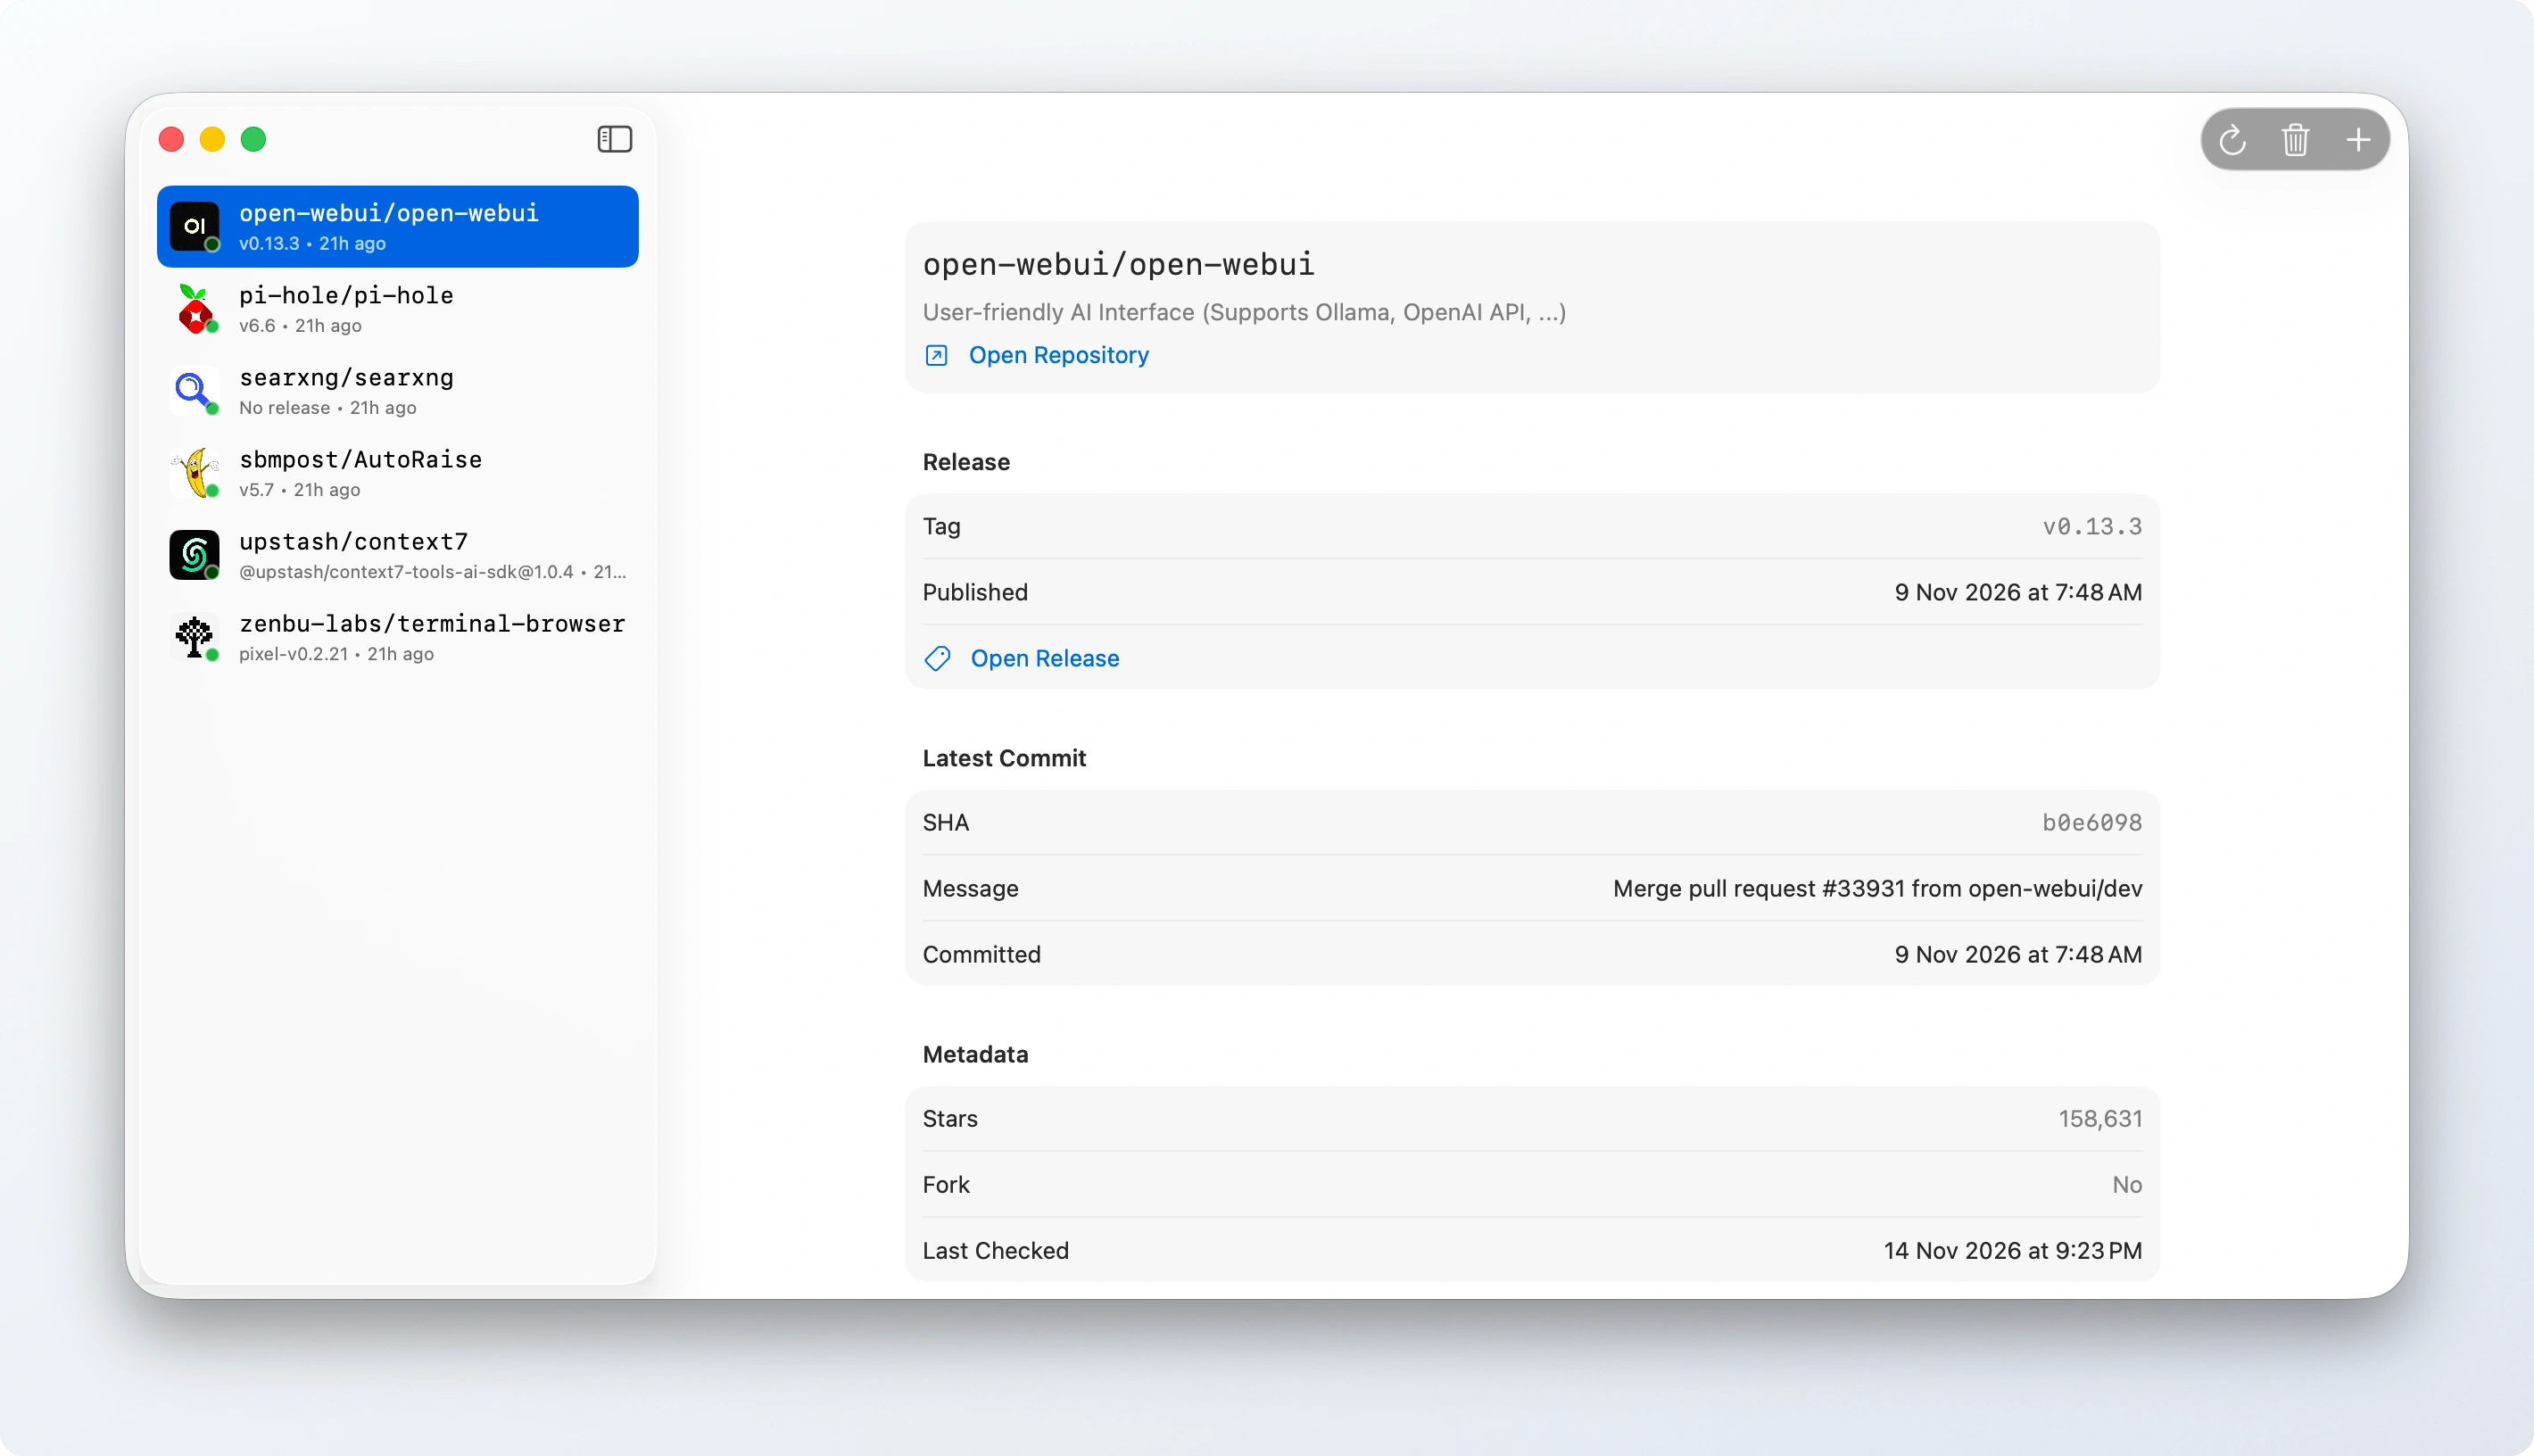 OI
open-webui/open-webui
v0.13.3 • 21h ago
pi-hole/pi-hole
v6.6 • 21h ago
searxng/searxng
No release • 21h ago
sbmpost/AutoRaise
v5.7 • 21h ago
upstash/context7
@upstash/context7-tools-ai-sdk@1.0.4 • 21...
zenbu-labs/terminal-browser
pixel-v0.2.21 • 21h ago
open-webui/open-webui
User-friendly AI Interface (Supports Ollama, OpenAI API, ...)
Open Repository
Release
Tag v0.13.3
Published 9 Nov 2026 at 7:48 AM
Open Release
Latest Commit
SHA b0e6098
Message Merge pull request #33931 from open-webui/dev
Committed 9 Nov 2026 at 7:48 AM
Metadata
Stars 158,631
Fork No
Last Checked 14 Nov 2026 at 9:23 PM